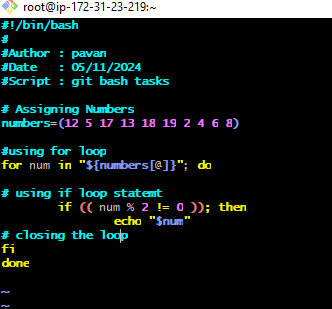 root@ip-172-31-23-219:~
#!/bin/bash
#
#Author : pavan
#Date   : 05/11/2024
#Script : git bash tasks
# Assigning Numbers
numbers=(12 5 17 13 18 19 2 4 6 8)
#using for loop
for num in "${numbers[@]}"; do
# using if loop statemt
        if (( num % 2 != 0 )); then
                echo "$num"
# closing the loop
fi
done
~
~